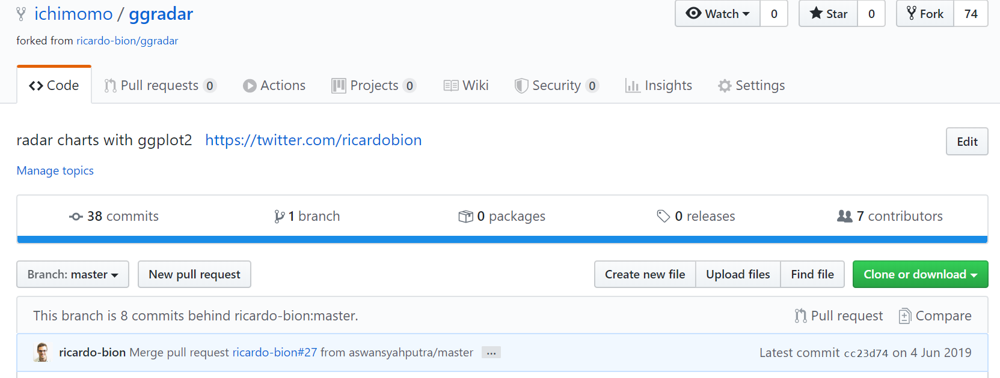 ichimomo / ggradar
Watch 0 Star 0 Fork 74
forked from ricardo-bion/ggradar
Code Pull requests 0 Actions Projects 0 Wiki Security 0 Insights Settings
radar charts with ggplot2 https://twitter.com/ricardobion
Edit
Manage topics
38 commits 1 branch 0 packages 0 releases 7 contributors
Branch: master New pull request Create new file Upload files Find file Clone or download
This branch is 8 commits behind ricardo-bion:master. Pull request Compare
ricardo-bion Merge pull request ricardo-bion#27 from aswansyahputra/master ... Latest commit cc23d74 on 4 Jun 2019